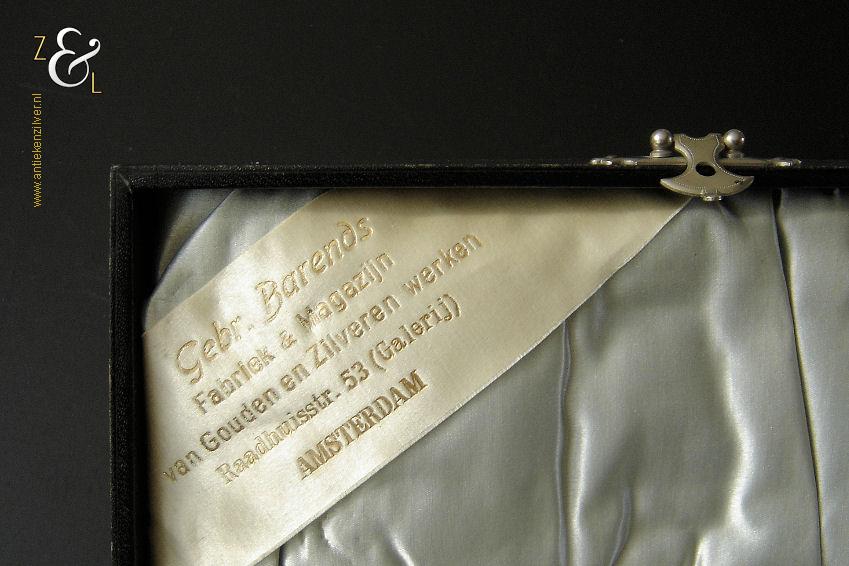 Z & L
www.antiekenzilver.nl
Gebr. Barends
Fabriek & Magazijn
van Gouden en Zilveren werken
Raadhuisstr. 53 (Galerij)
AMSTERDAM